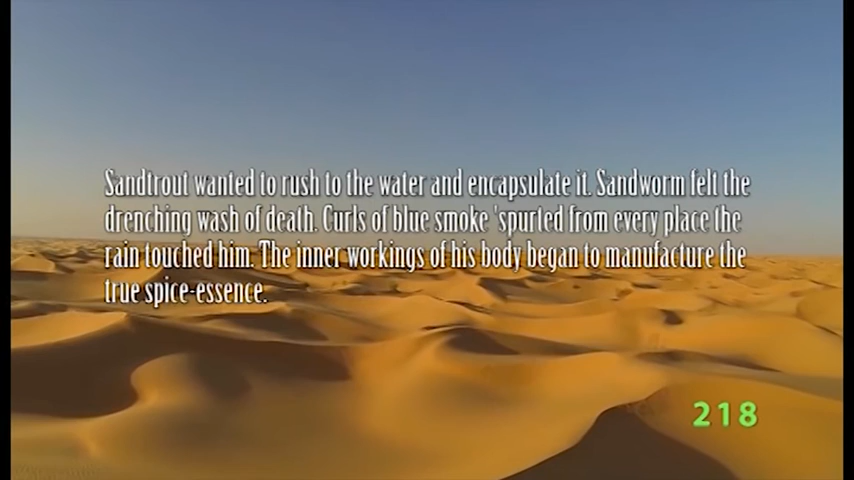 Sandtrout wanted to rush to the water and encapsulate it. Sandworm felt the
drenching wash of death. Curls of blue smoke 'spurted from every place the
rain touched him. The inner workings of his body began to manufacture the
true spice-essence.
218